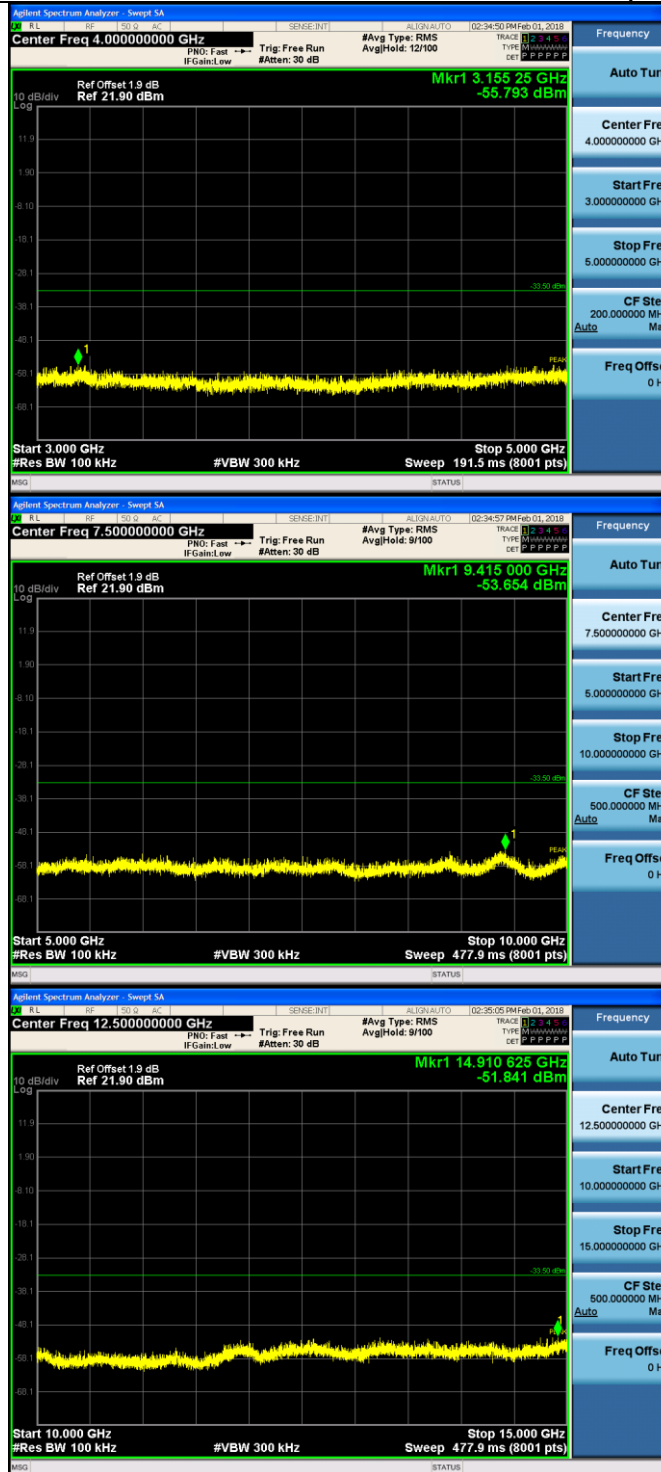 Agilent Spectrum Analyzer - Swept SA
RL RF 50 Ω AC SENSE:INT ALIGNAUTO 02:34:50 PM Feb 01, 2018
Center Freq 4.000000000 GHz #Avg Type: RMS TRACE 1 2 3 4 5 6
PNO: Fast Trig: Free Run Avg|Hold: 12/100 TYPE M
IFGain:Low #Atten: 30 dB DET P P P P P P
Mkr1 3.155 25 GHz
Ref Offset 1.9 dB
10 dB/div Ref 21.90 dBm -55.793 dBm
Log
11.9
1.90
-8.10
-18.1
-28.1
-33.50 dBm
-38.1
-48.1
1
PEAK
-58.1
-68.1
Start 3.000 GHz Stop 5.000 GHz
#Res BW 100 kHz #VBW 300 kHz Sweep 191.5 ms (8001 pts)
MSG STATUS
Frequency
Auto Tun
Center Fre
4.000000000 GH
Start Fre
3.000000000 GH
Stop Fre
5.000000000 GH
CF Ste
200.000000 MH
Auto Ma
Freq Offse
0 H
Agilent Spectrum Analyzer - Swept SA
RL RF 50 Ω AC SENSE:INT ALIGNAUTO 02:34:57 PM Feb 01, 2018
Center Freq 7.500000000 GHz #Avg Type: RMS TRACE 1 2 3 4 5 6
PNO: Fast Trig: Free Run Avg|Hold: 9/100 TYPE M
IFGain:Low #Atten: 30 dB DET P P P P P P
Mkr1 9.415 000 GHz
Ref Offset 1.9 dB
10 dB/div Ref 21.90 dBm -53.654 dBm
Log
11.9
1.90
-8.10
-18.1
-28.1
-33.50 dBm
-38.1
-48.1
1
PEAK
-58.1
-68.1
Start 5.000 GHz Stop 10.000 GHz
#Res BW 100 kHz #VBW 300 kHz Sweep 477.9 ms (8001 pts)
MSG STATUS
Frequency
Auto Tun
Center Fre
7.500000000 GH
Start Fre
5.000000000 GH
Stop Fre
10.000000000 GH
CF Ste
500.000000 MH
Auto Ma
Freq Offse
0 H
Agilent Spectrum Analyzer - Swept SA
RL RF 50 Ω AC SENSE:INT ALIGNAUTO 02:35:05 PM Feb 01, 2018
Center Freq 12.500000000 GHz #Avg Type: RMS TRACE 1 2 3 4 5 6
PNO: Fast Trig: Free Run Avg|Hold: 9/100 TYPE M
IFGain:Low #Atten: 30 dB DET P P P P P P
Mkr1 14.910 625 GHz
Ref Offset 1.9 dB
10 dB/div Ref 21.90 dBm -51.841 dBm
Log
11.9
1.90
-8.10
-18.1
-28.1
-33.50 dBm
-38.1
-48.1
1
-58.1
-68.1
Start 10.000 GHz Stop 15.000 GHz
#Res BW 100 kHz #VBW 300 kHz Sweep 477.9 ms (8001 pts)
MSG STATUS
Frequency
Auto Tun
Center Fre
12.500000000 GH
Start Fre
10.000000000 GH
Stop Fre
15.000000000 GH
CF Ste
500.000000 MH
Auto Ma
Freq Offse
0 H